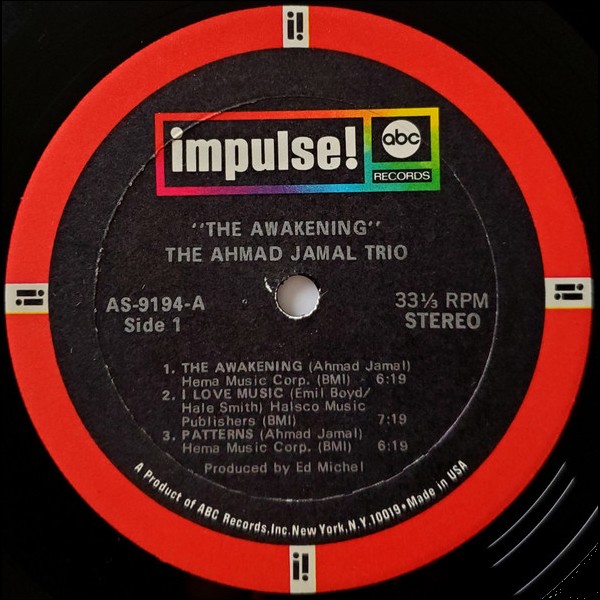 i!
impulse!
abc
RECORDS
"THE AWAKENING"
THE AHMAD JAMAL TRIO
AS-9194-A
Side 1
33⅓ RPM
STEREO
i!
i!
1. THE AWAKENING (Ahmad Jamal)
Hema Music Corp. (BMI) - 6:19
2. I LOVE MUSIC (Emil Boyd/
Hale Smith) Halsco Music
Publishers (BMI) 7:19
3. PATTERNS (Ahmad Jamal)
Hema Music Corp. (BMI) 6:19
Produced by Ed Michel
A Product of ABC Records, Inc. New York, N.Y. 10019 • Made in USA
i!